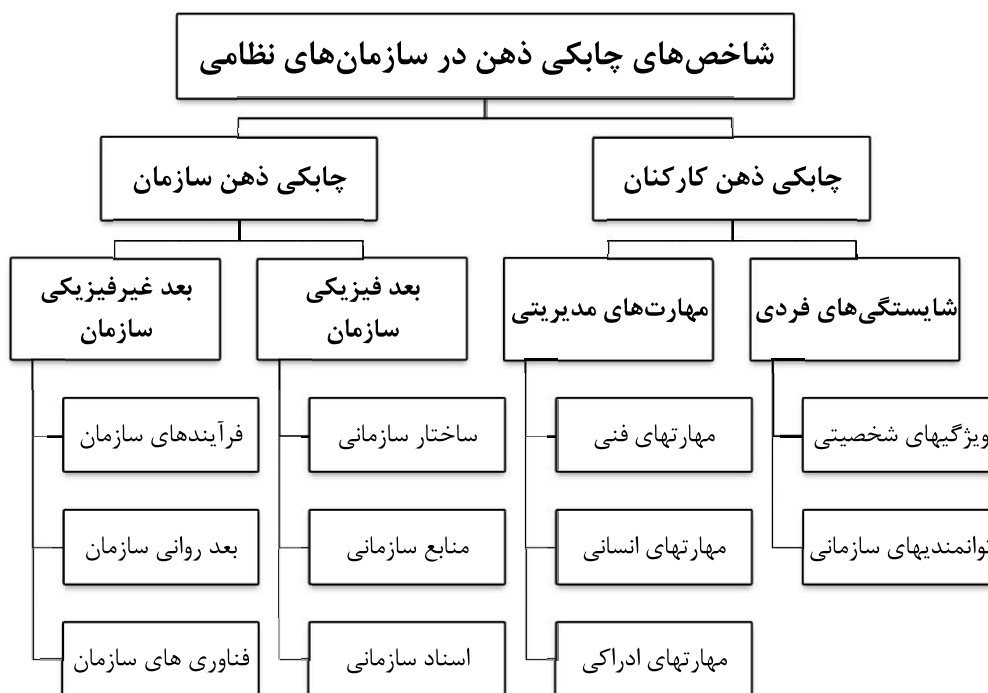 شاخص‌های چابکی ذهن در سازمان‌های نظامی
چابکی ذهن کارکنان
چابکی ذهن سازمان
شایستگی‌های فردی
مهارت‌های مدیریتی
بعد فیزیکی
سازمان
بعد غیرفیزیکی
سازمان
ویژگیهای شخصیتی
مهارتهای فنی
ساختار سازمانی
فرآیندهای سازمان
توانمندیهای سازمانی
مهارتهای انسانی
منابع سازمانی
بعد روانی سازمان
مهارتهای ادراکی
اسناد سازمانی
فناوری های سازمان